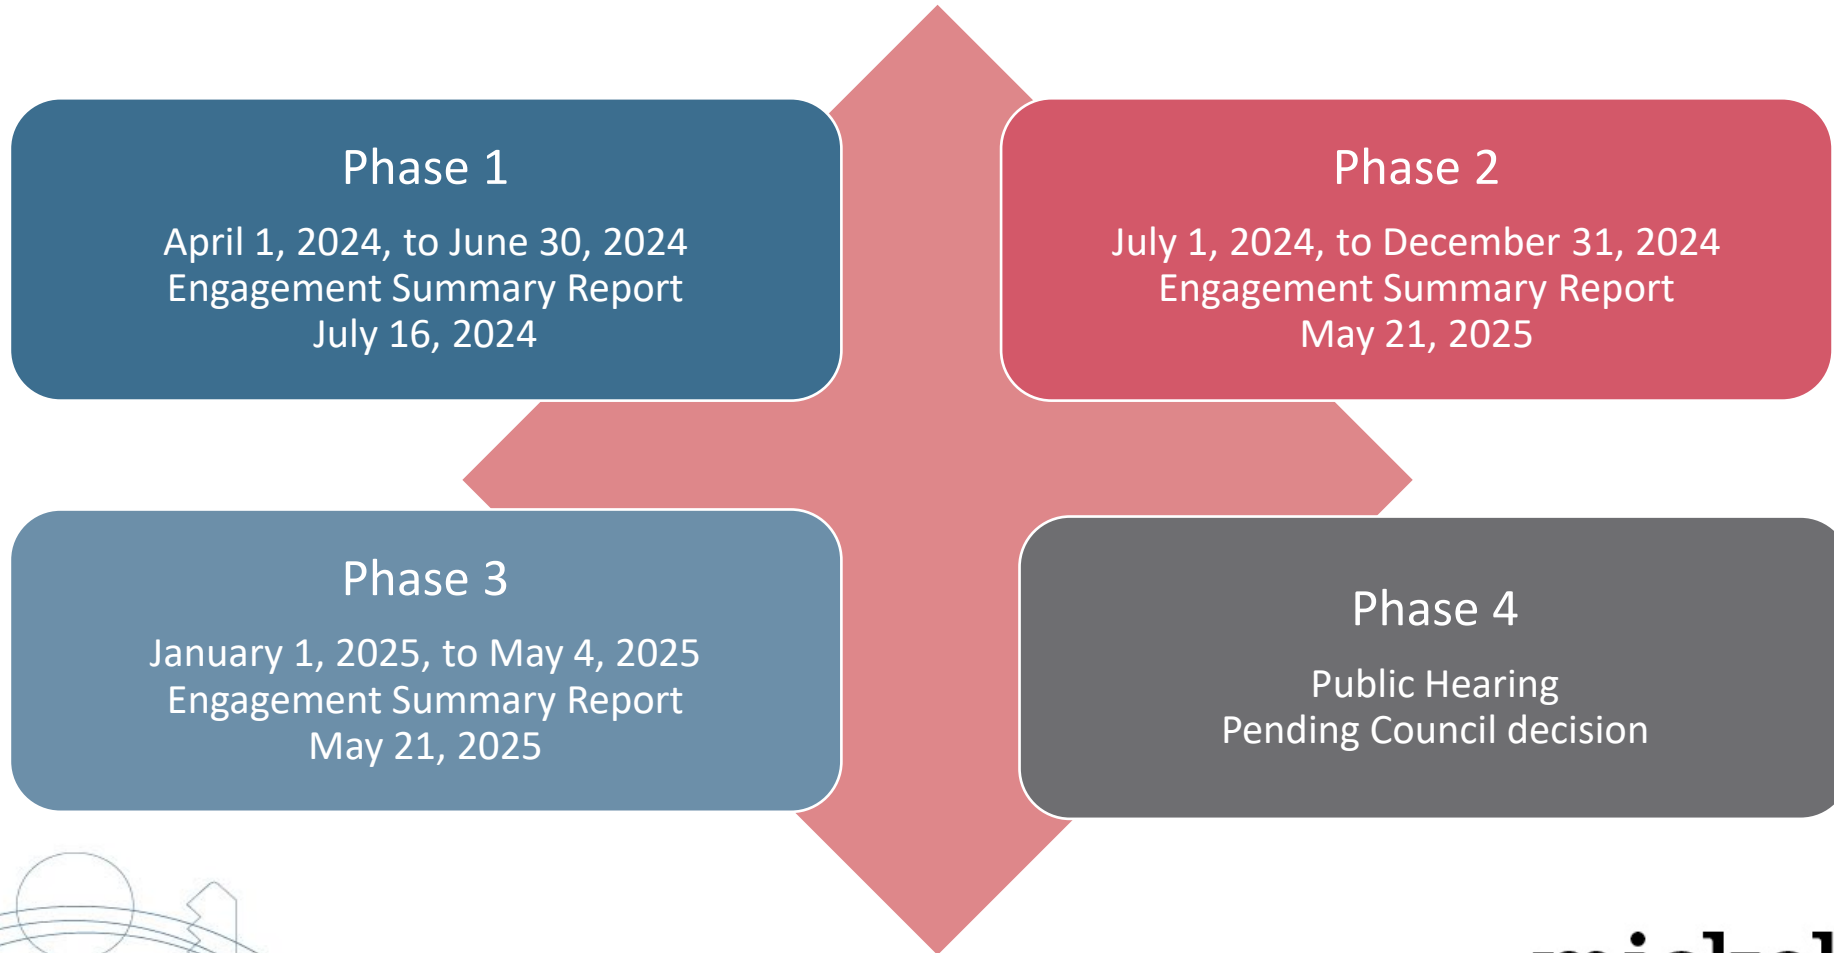 Phase 1
April 1, 2024, to June 30, 2024
Engagement Summary Report
July 16, 2024
Phase 2
July 1, 2024, to December 31, 2024
Engagement Summary Report
May 21, 2025
Phase 3
January 1, 2025, to May 4, 2025
Engagement Summary Report
May 21, 2025
Phase 4
Public Hearing
Pending Council decision